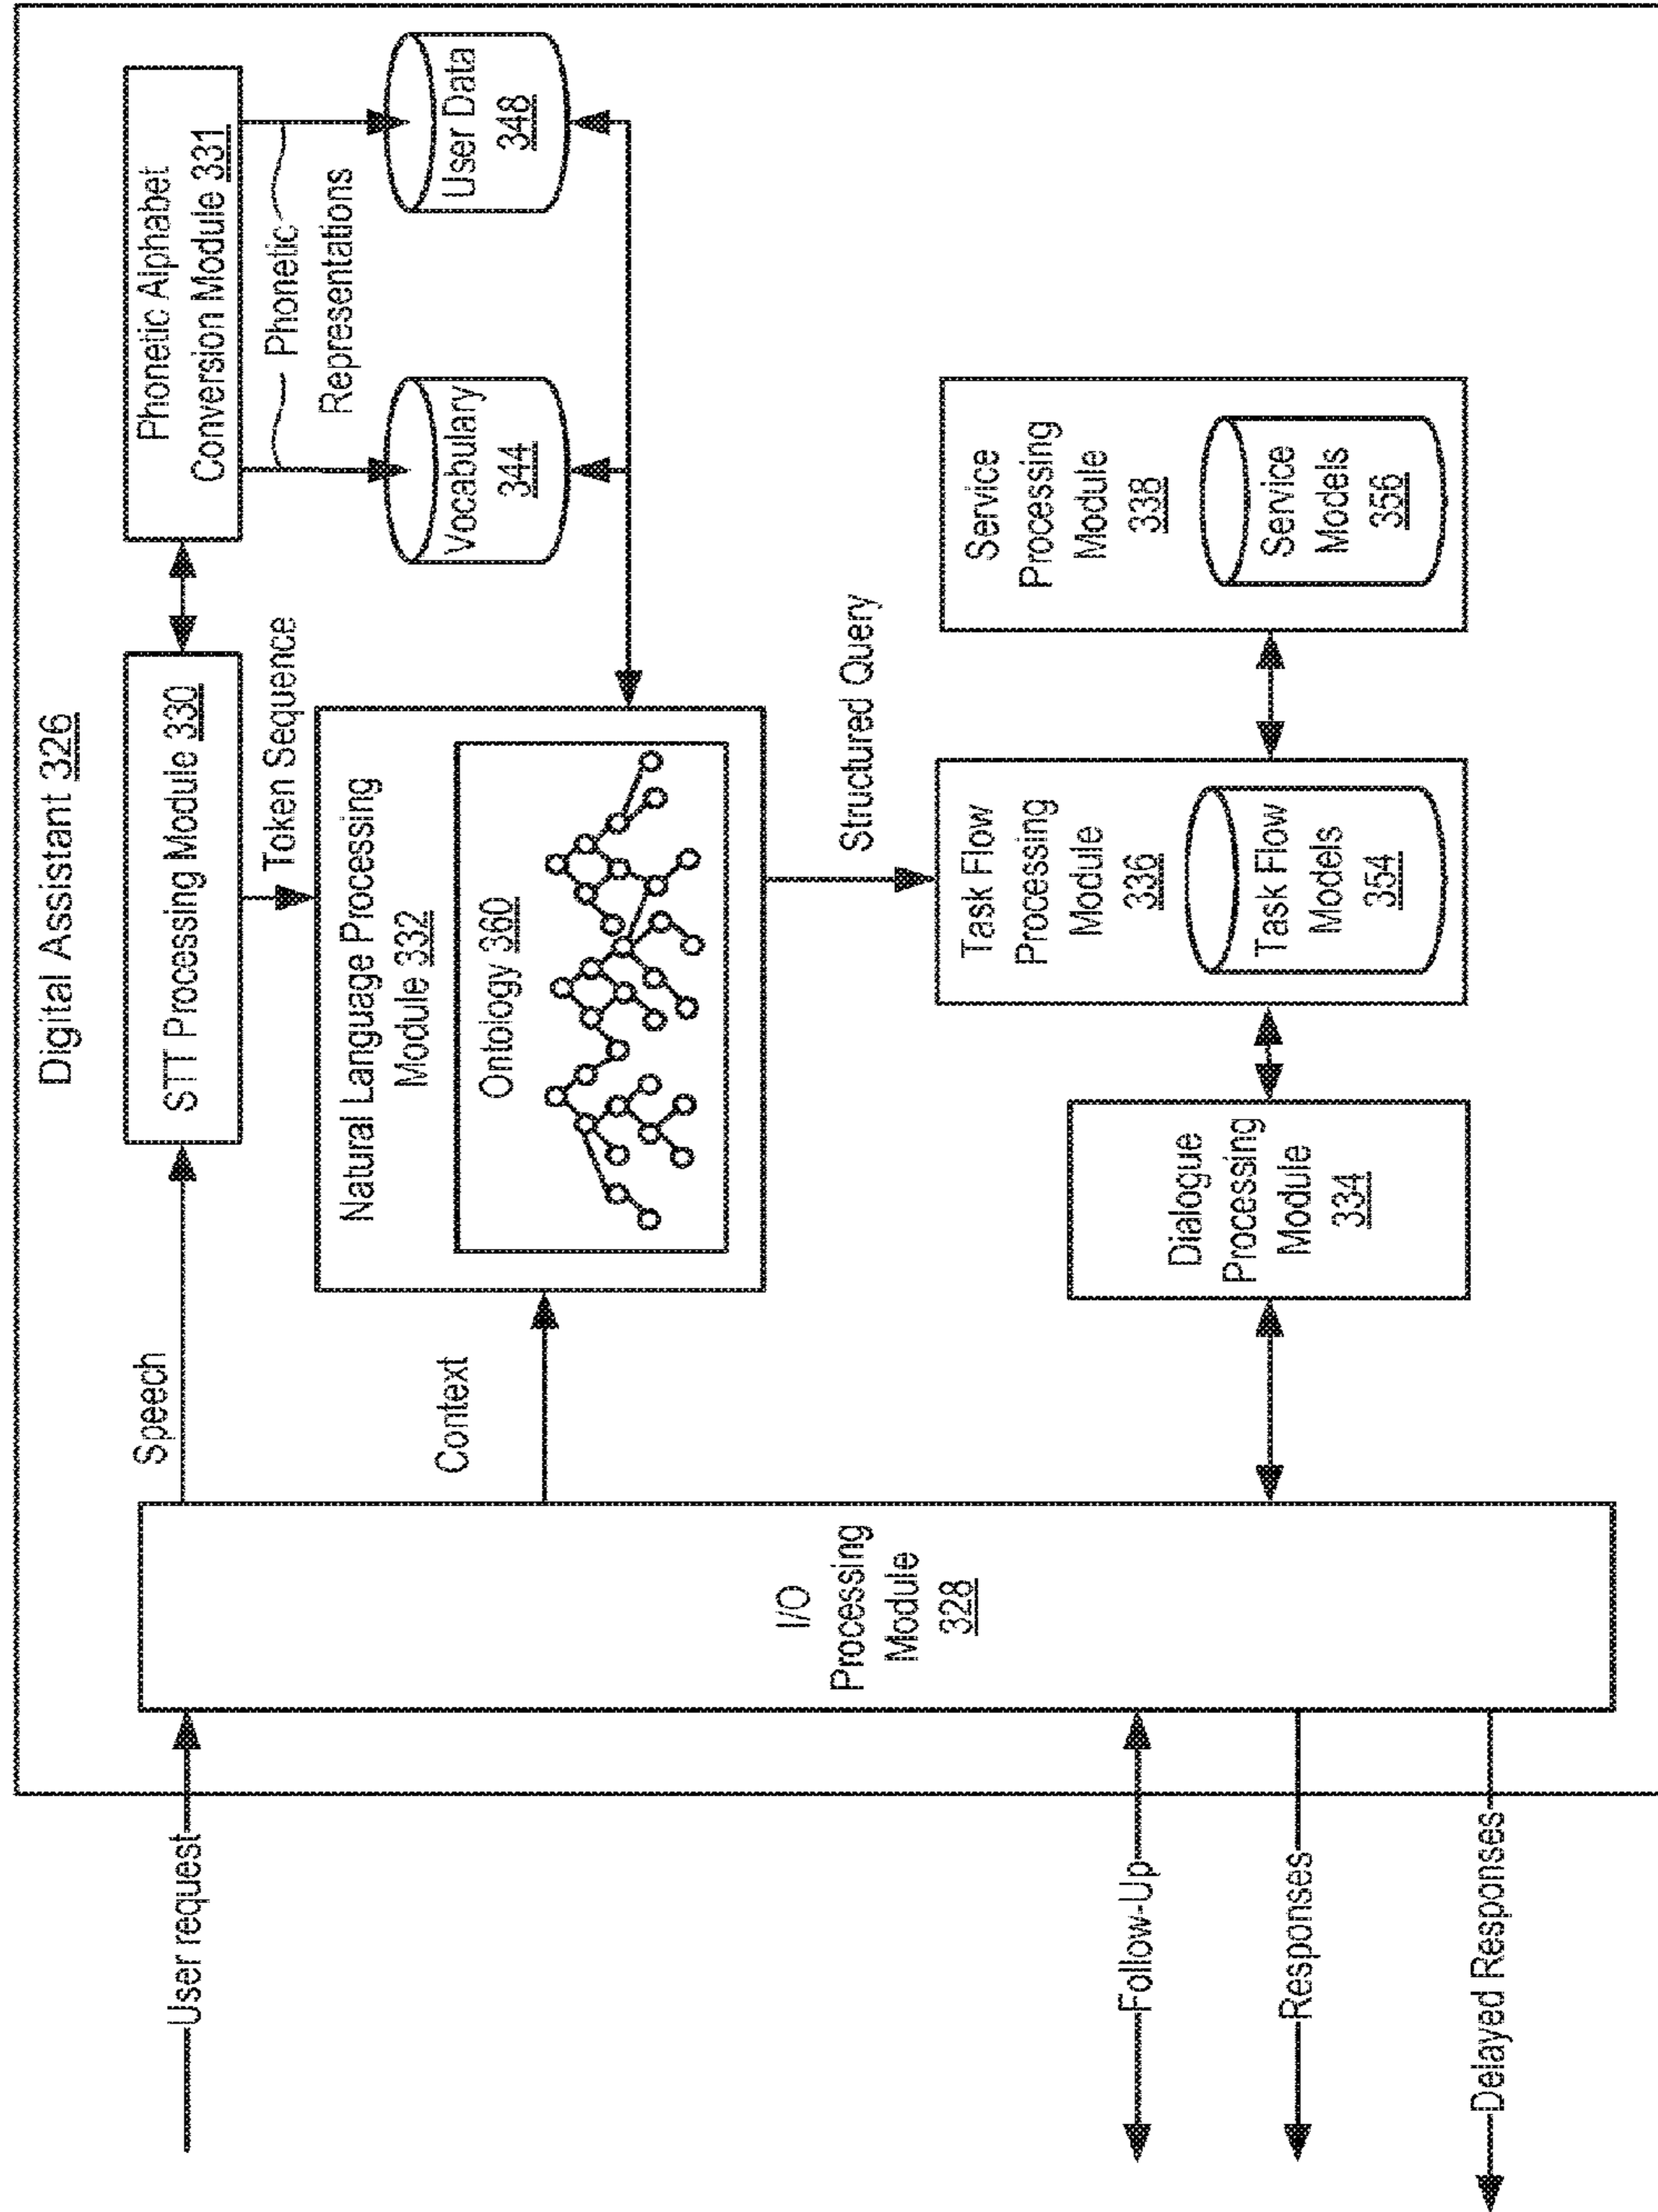 Digital Assistant 326
User request
Follow-Up
Responses
Delayed Responses
I/O
Processing
Module
328
Speech
Context
STT Processing Module 330
Token Sequence
Phonetic Alphabet
Conversion Module 331
Phonetic
Representations
Vocabulary
344
User Data
348
Natural Language Processing
Module 332
Ontology 360
Structured Query
Dialogue
Processing
Module
334
Task Flow
Processing
Module
336
Task Flow
Models
354
Service
Processing
Module
338
Service
Models
356